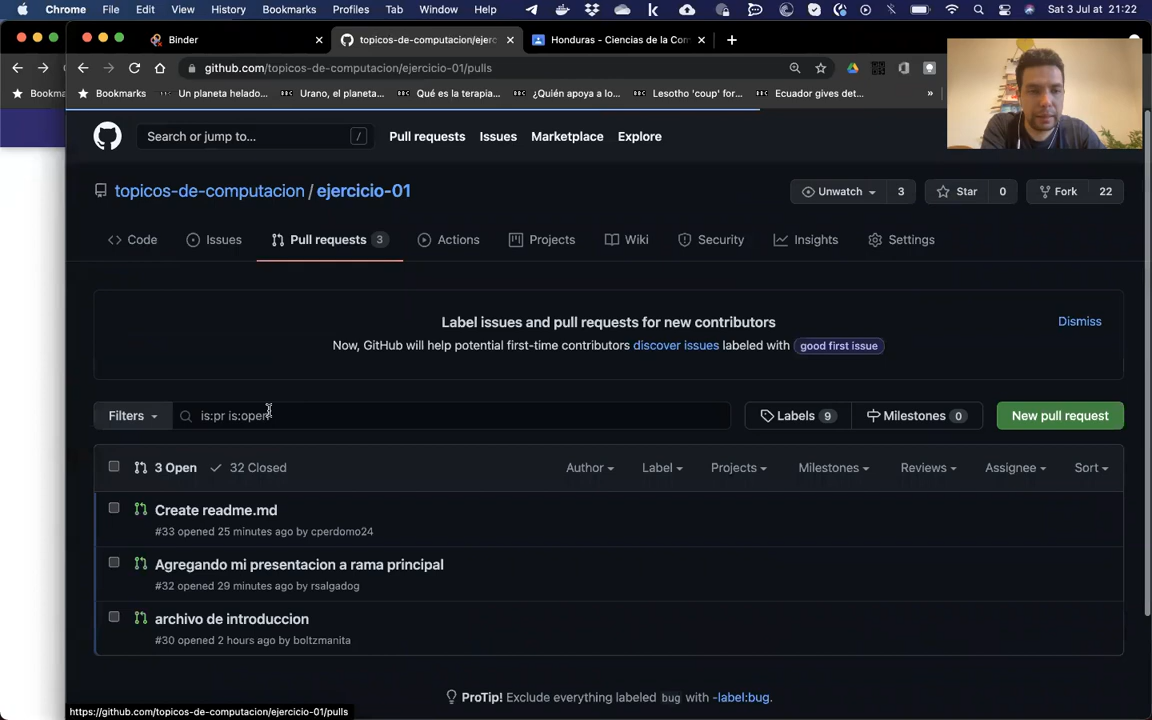 Chrome File Edit View History Bookmarks Profiles Tab Window Help Sat 3 Jul at 21:22
Binder × topicos-de-computacion/ejerc × Honduras - Ciencias de la Com × +
github.com/topicos-de-computacion/ejercicio-01/pulls
Bookma Bookmarks Un planeta helado... BBC Urano, el planeta... BBC Qué es la terapia... BBC ¿Quién apoya a lo... BBC Lesotho 'coup' for... BBC Ecuador gives det... »
Search or jump to... / Pull requests Issues Marketplace Explore
topicos-de-computacion / ejercicio-01 Unwatch 3 Star 0 Fork 22
<> Code Issues Pull requests 3 Actions Projects Wiki Security Insights Settings
Label issues and pull requests for new contributors Dismiss
Now, GitHub will help potential first-time contributors discover issues labeled with good first issue
Filters is:pr is:open Labels 9 Milestones 0 New pull request
3 Open 32 Closed Author Label Projects Milestones Reviews Assignee Sort
Create readme.md
#33 opened 25 minutes ago by cperdomo24
Agregando mi presentacion a rama principal
#32 opened 29 minutes ago by rsalgadog
archivo de introduccion
#30 opened 2 hours ago by boltzmanita
ProTip! Exclude everything labeled bug with -label:bug.
https://github.com/topicos-de-computacion/ejercicio-01/pulls